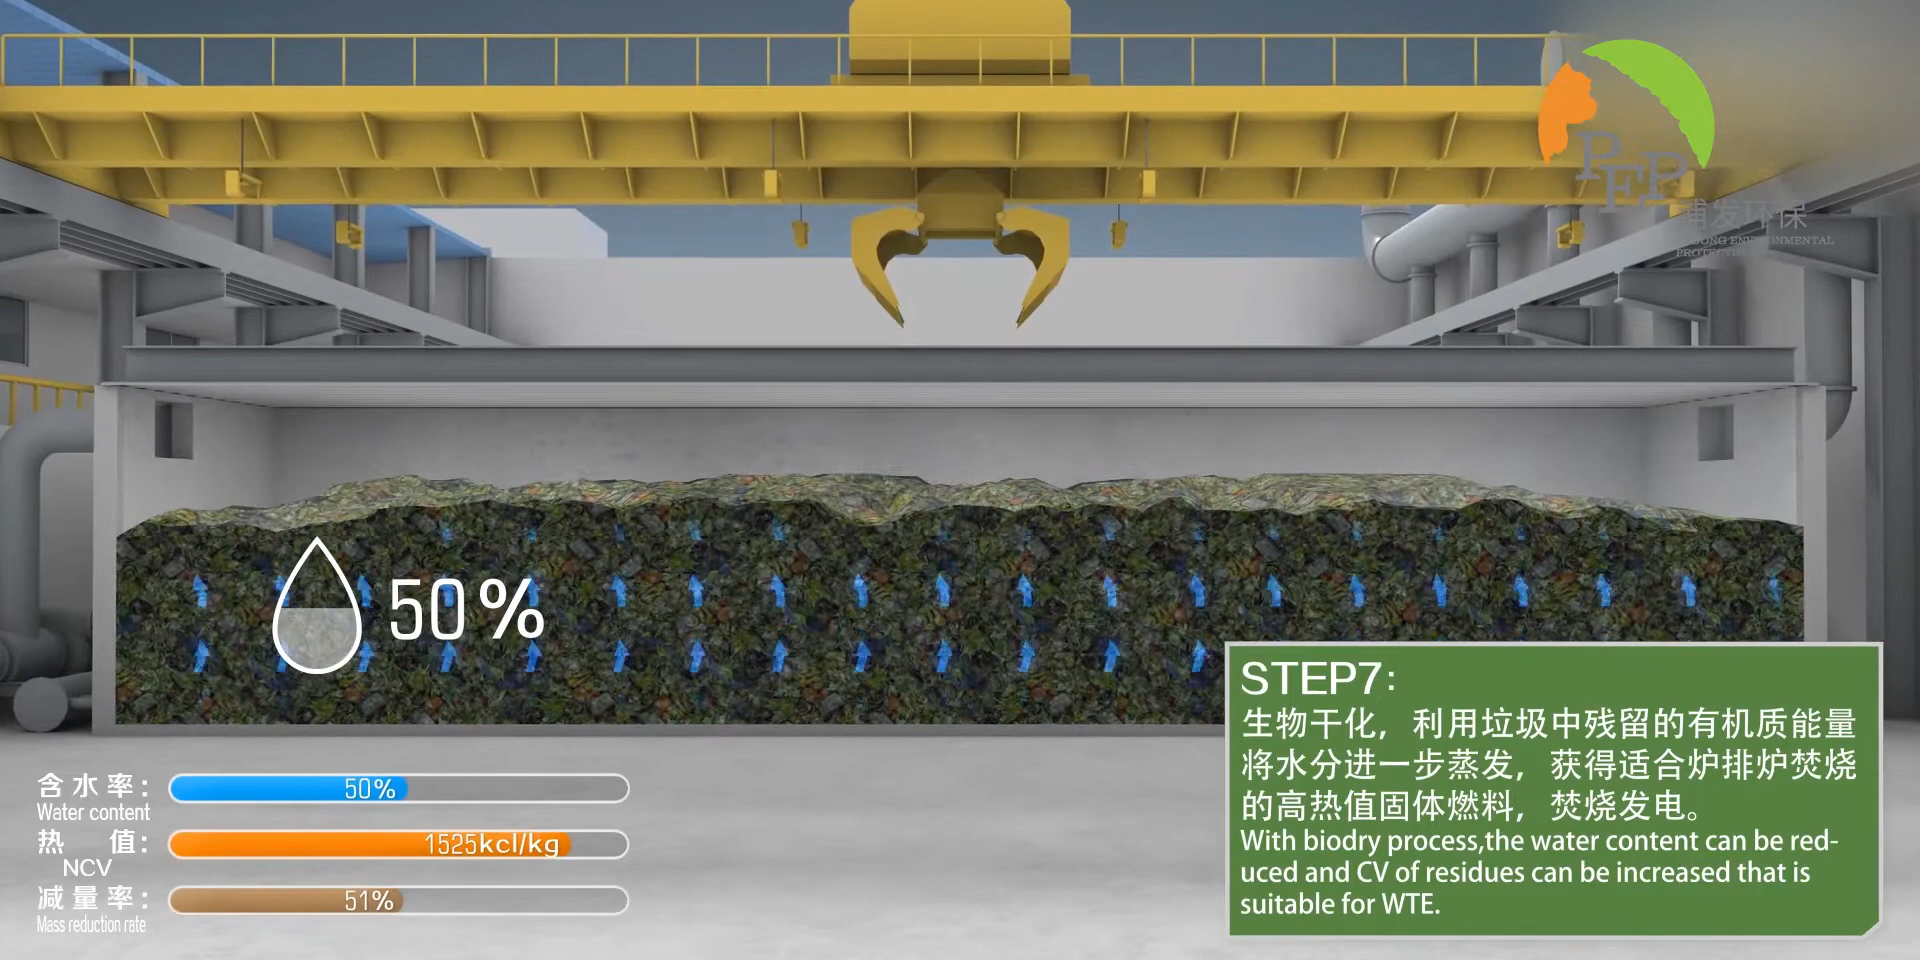 PFP
浦发环保
50%
STEP7:
生物干化，利用垃圾中残留的有机质能量
将水分进一步蒸发，获得适合炉排炉焚烧
的高热值固体燃料，焚烧发电。
With biodry process,the water content can be red-
uced and CV of residues can be increased that is
suitable for WTE.
含水率: 50%
Water content
热 值: 1525kcl/kg
NCV
减量率: 51%
Mass reduction rate